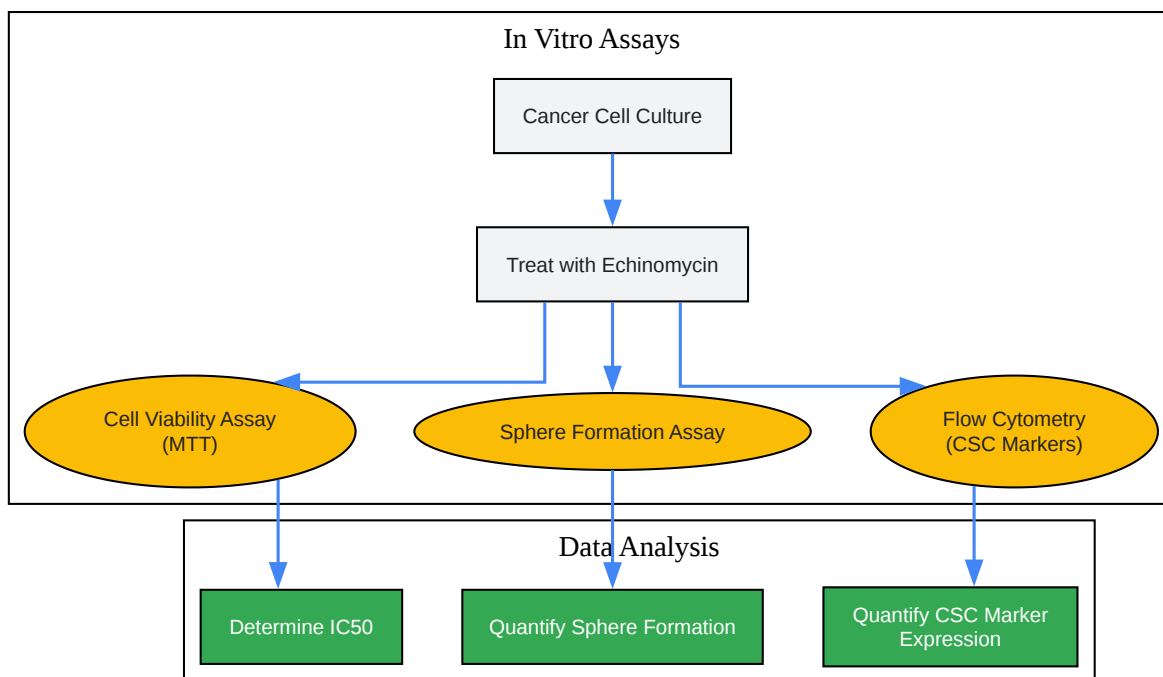 In Vitro Assays
Cancer Cell Culture
Treat with Echinomycin
Cell Viability Assay
(MTT)
Sphere Formation Assay
Flow Cytometry
(CSC Markers)
Data Analysis
Determine IC50
Quantify Sphere Formation
Quantify CSC Marker
Expression